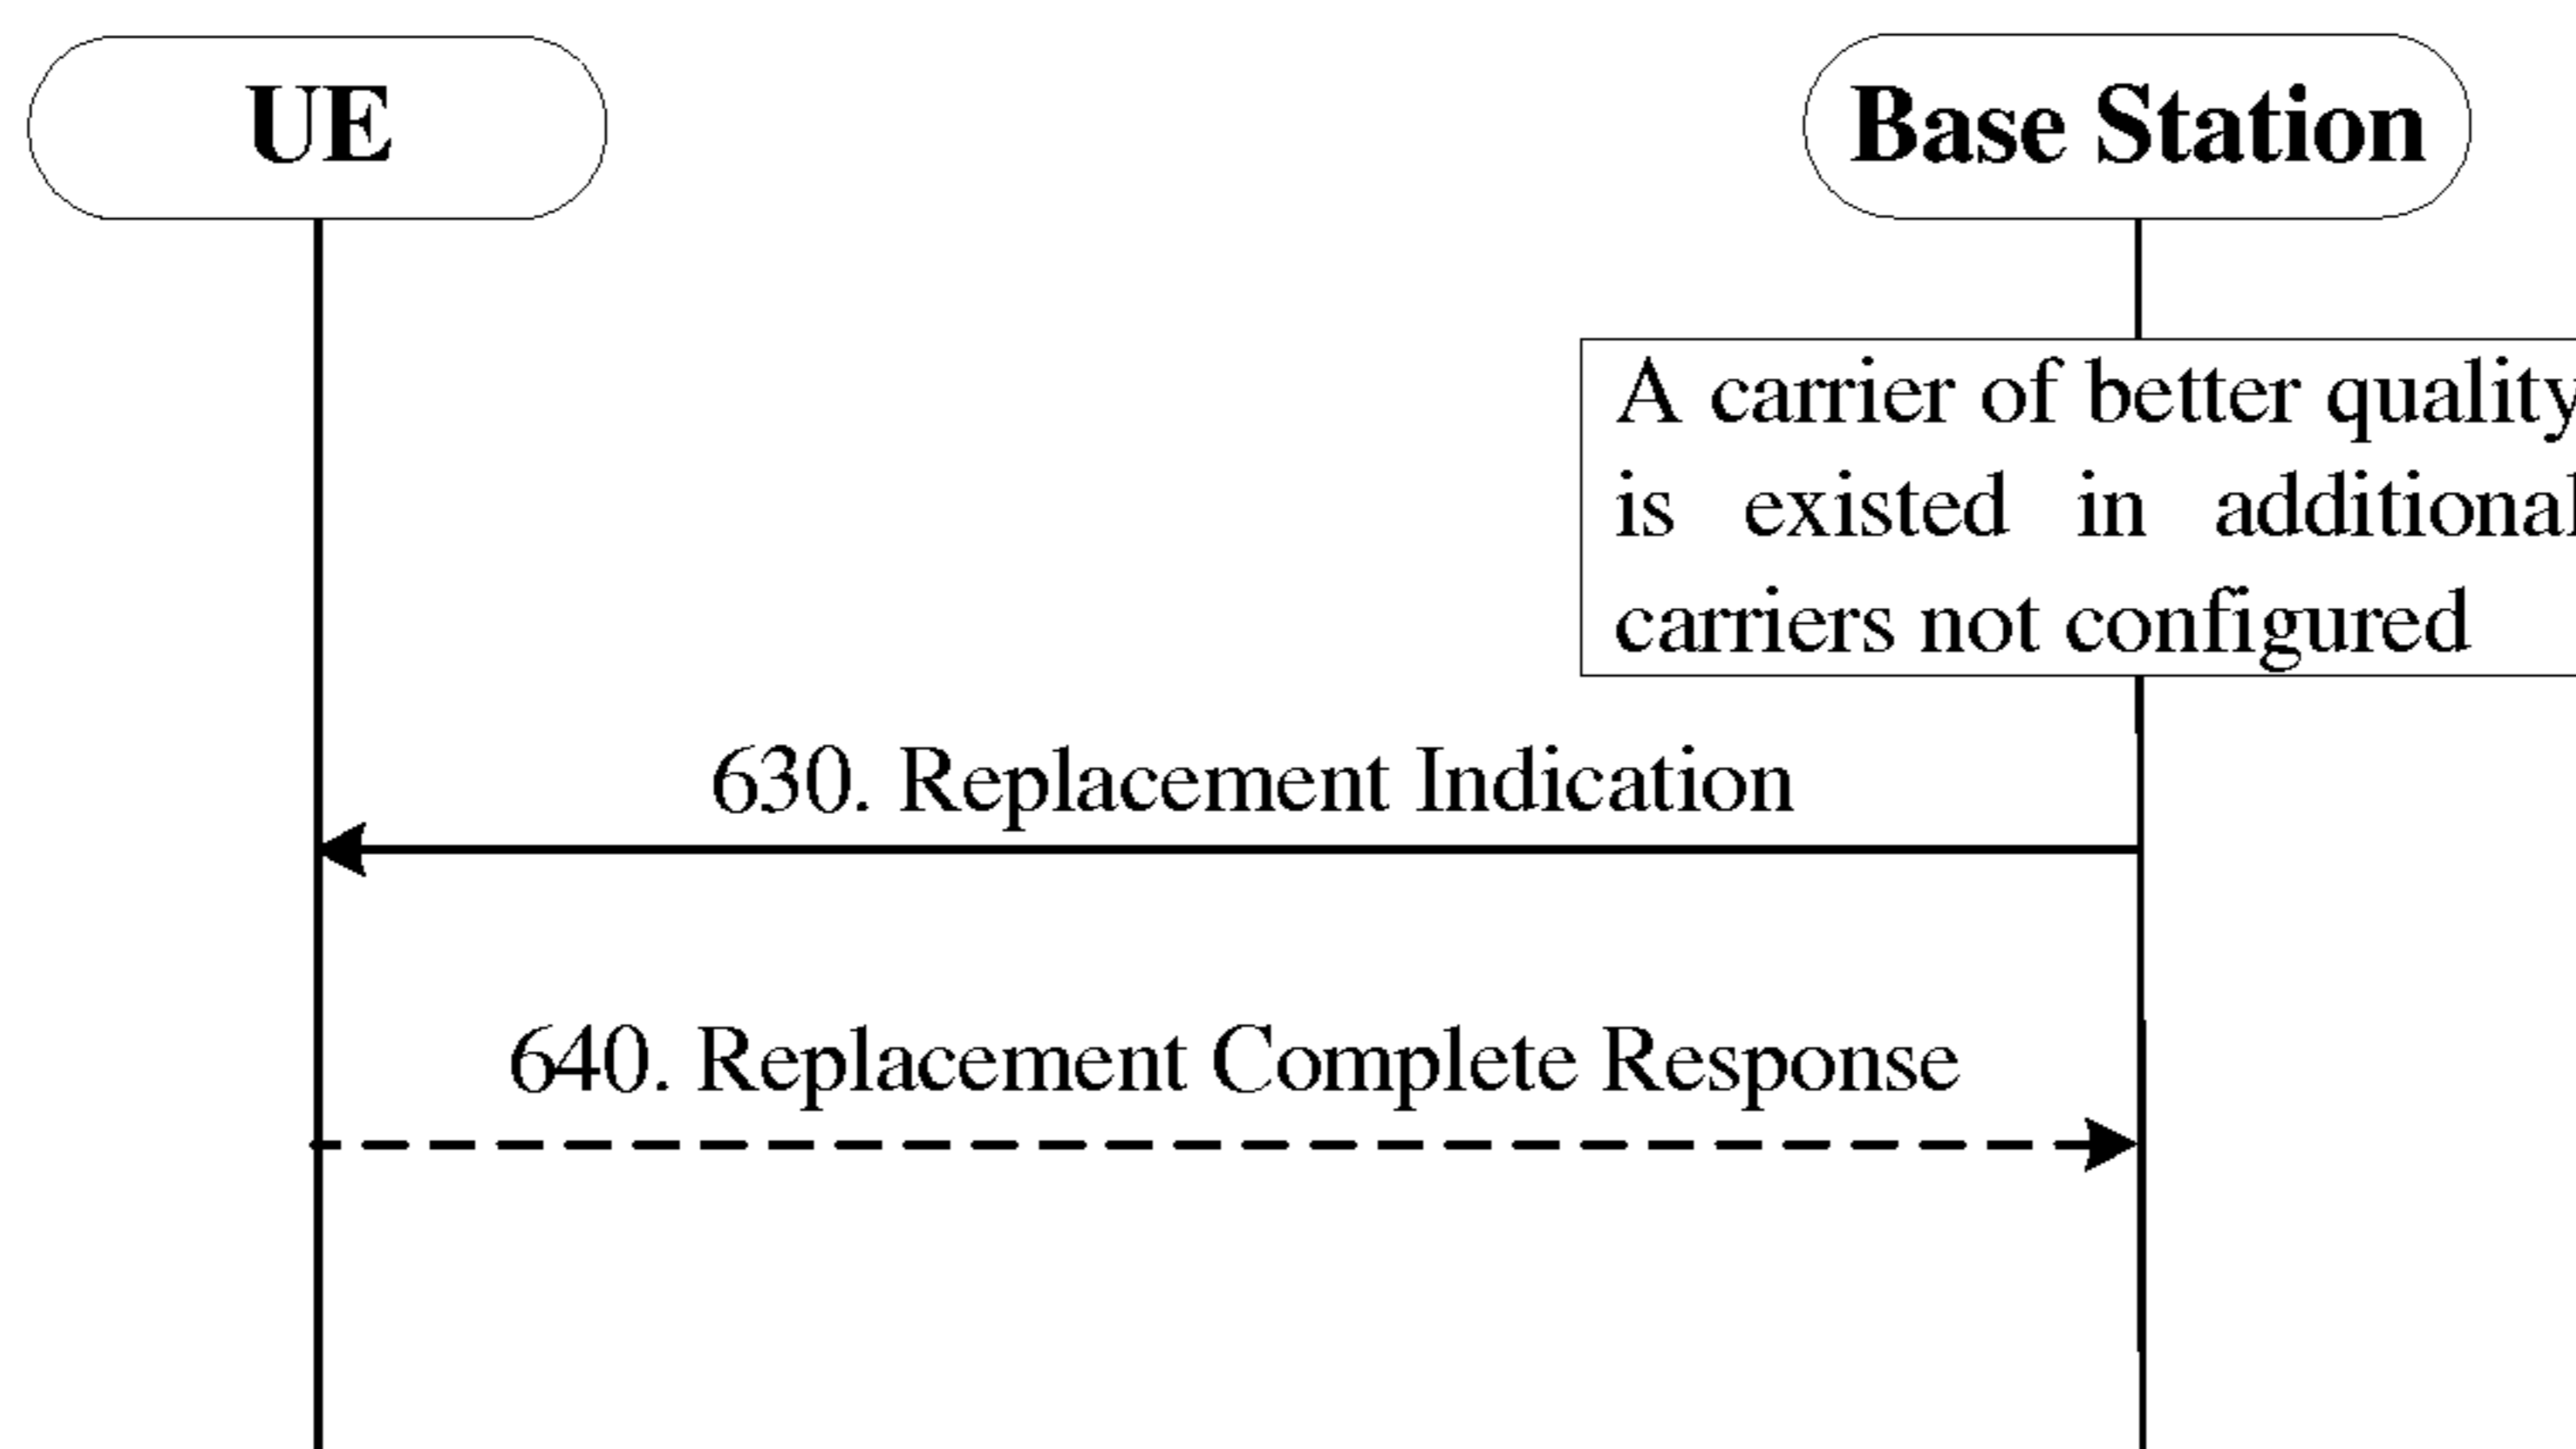 UE
Base Station
A carrier of better quality
is existed in additional
carriers not configured
630. Replacement Indication
640. Replacement Complete Response